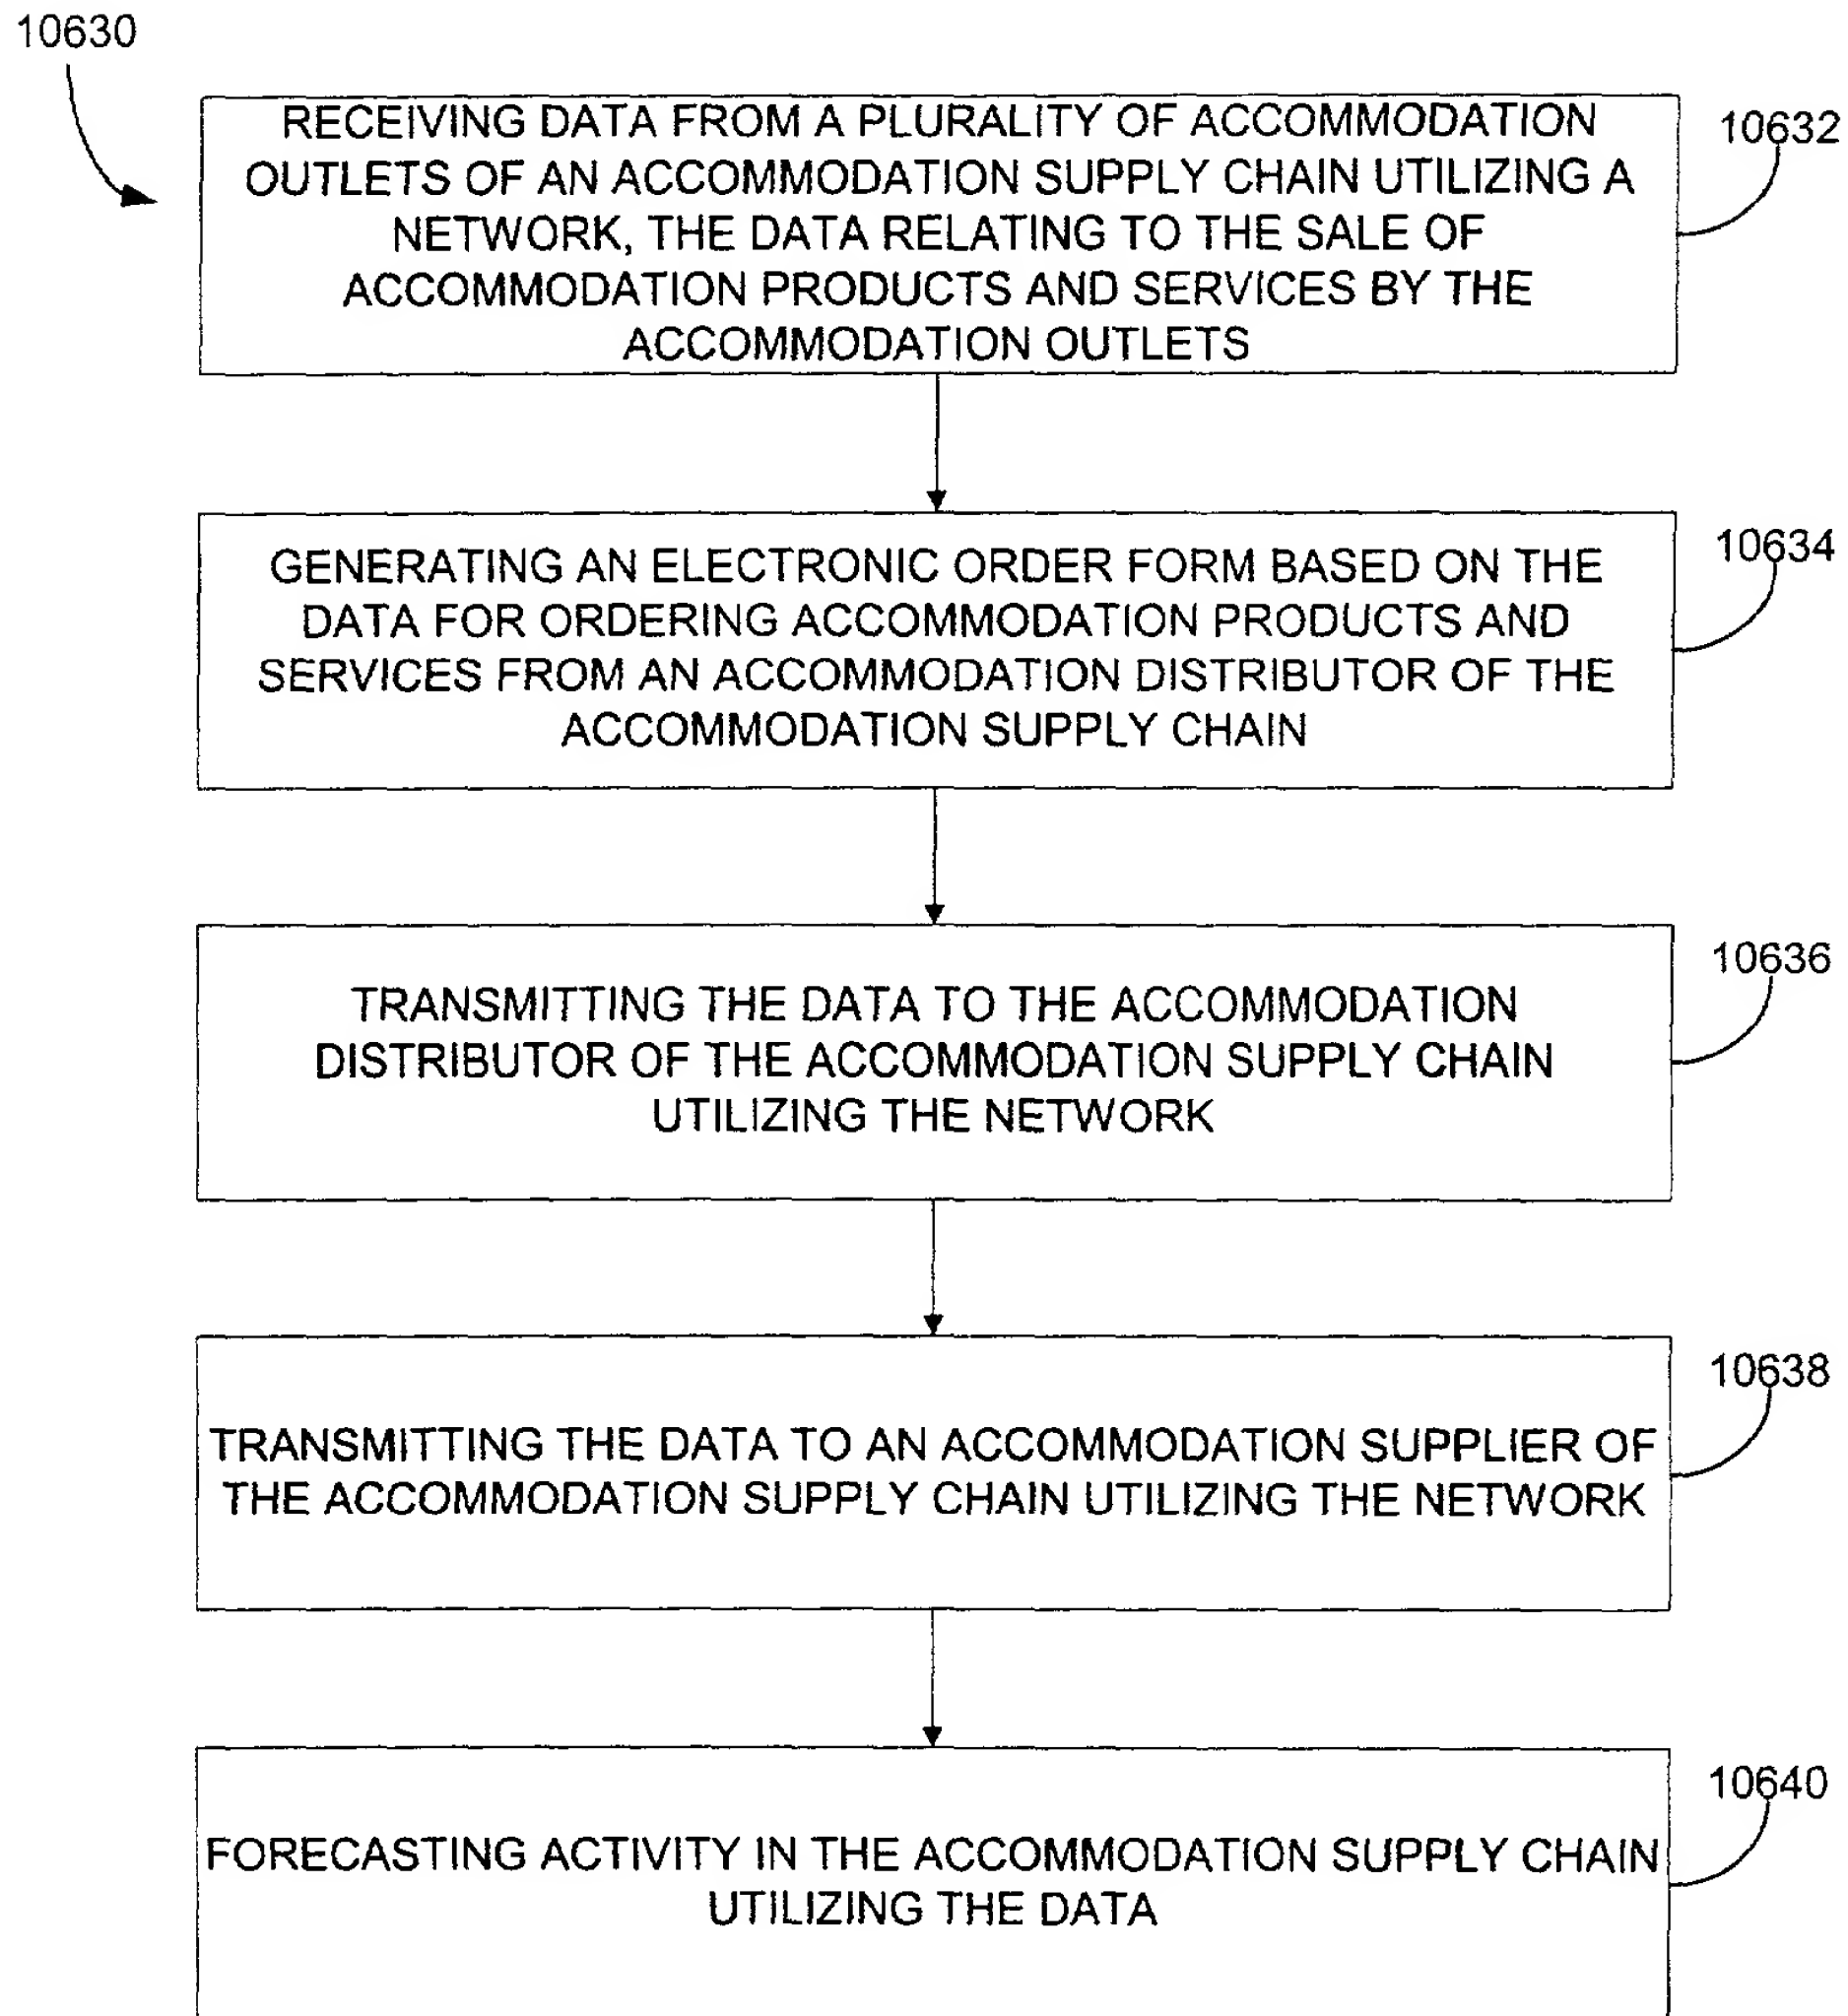 10630
RECEIVING DATA FROM A PLURALITY OF ACCOMMODATION
OUTLETS OF AN ACCOMMODATION SUPPLY CHAIN UTILIZING A
NETWORK, THE DATA RELATING TO THE SALE OF
ACCOMMODATION PRODUCTS AND SERVICES BY THE
ACCOMMODATION OUTLETS
10632
GENERATING AN ELECTRONIC ORDER FORM BASED ON THE
DATA FOR ORDERING ACCOMMODATION PRODUCTS AND
SERVICES FROM AN ACCOMMODATION DISTRIBUTOR OF THE
ACCOMMODATION SUPPLY CHAIN
10634
TRANSMITTING THE DATA TO THE ACCOMMODATION
DISTRIBUTOR OF THE ACCOMMODATION SUPPLY CHAIN
UTILIZING THE NETWORK
10636
TRANSMITTING THE DATA TO AN ACCOMMODATION SUPPLIER OF
THE ACCOMMODATION SUPPLY CHAIN UTILIZING THE NETWORK
10638
FORECASTING ACTIVITY IN THE ACCOMMODATION SUPPLY CHAIN
UTILIZING THE DATA
10640